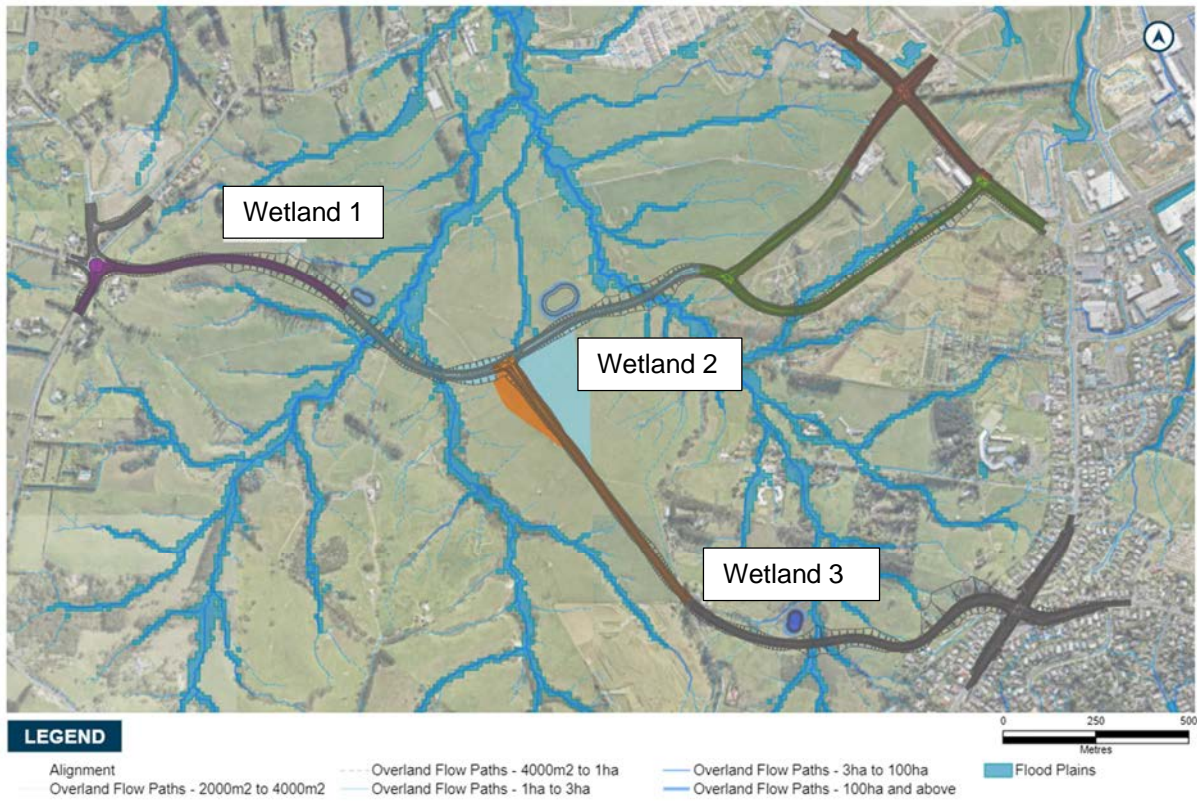 Wetland 1
Wetland 2
Wetland 3
LEGEND
0 250 500
Metres
Alignment
Overland Flow Paths - 2000m2 to 4000m2
Overland Flow Paths - 4000m2 to 1ha
Overland Flow Paths - 1ha to 3ha
Overland Flow Paths - 3ha to 100ha
Overland Flow Paths - 100ha and above
Flood Plains